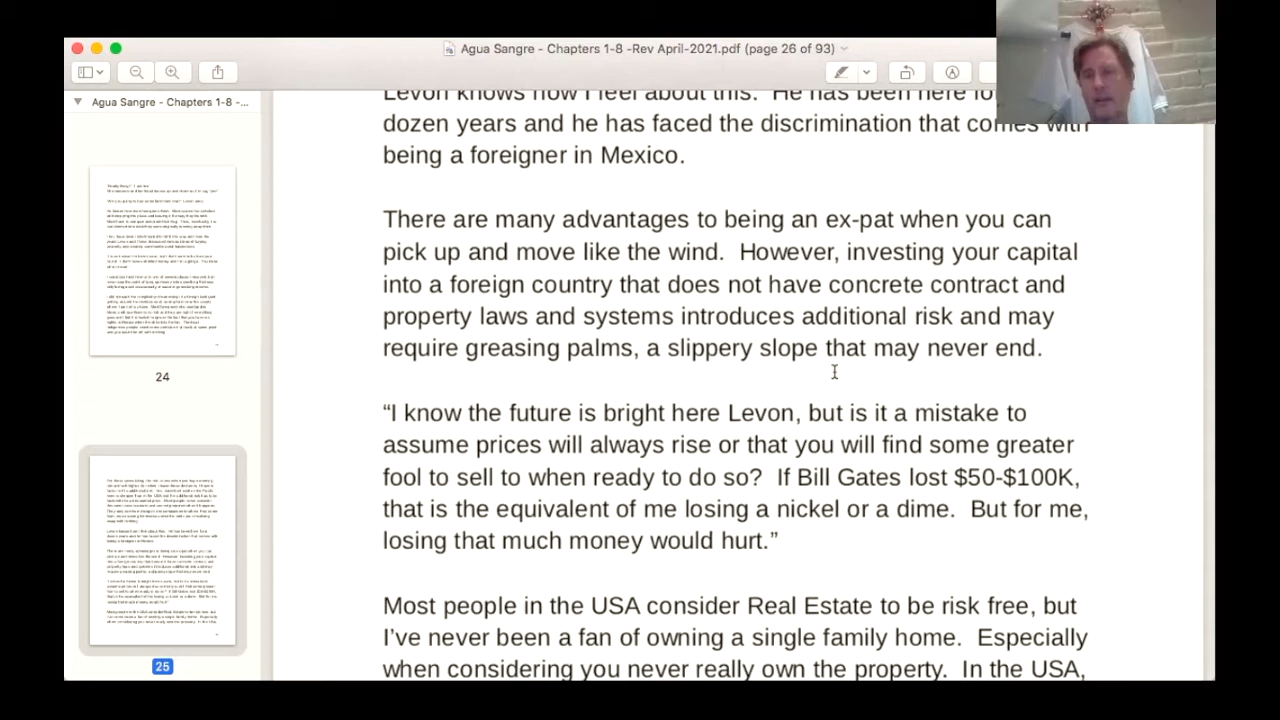 Agua Sangre - Chapters 1-8 -Rev April-2021.pdf (page 26 of 93)
Agua Sangre - Chapters 1-8 -...
24
25
Levon knows how I feel about this.  He has been here
dozen years and he has faced the discrimination that comes with
being a foreigner in Mexico.
There are many advantages to being an ex-pat when you can
pick up and move like the wind.  However, investing your capital
into a foreign country that does not have concrete contract and
property laws and systems introduces additional risk and may
require greasing palms, a slippery slope that may never end.
“I know the future is bright here Levon, but is it a mistake to
assume prices will always rise or that you will find some greater
fool to sell to when ready to do so?  If Bill Gates lost $50-$100K,
that is the equivalent of me losing a nickel or a dime.  But for me,
losing that much money would hurt.”
Most people in the USA consider Real Estate to be risk free, but
I’ve never been a fan of owning a single family home.  Especially
when considering you never really own the property.  In the USA,